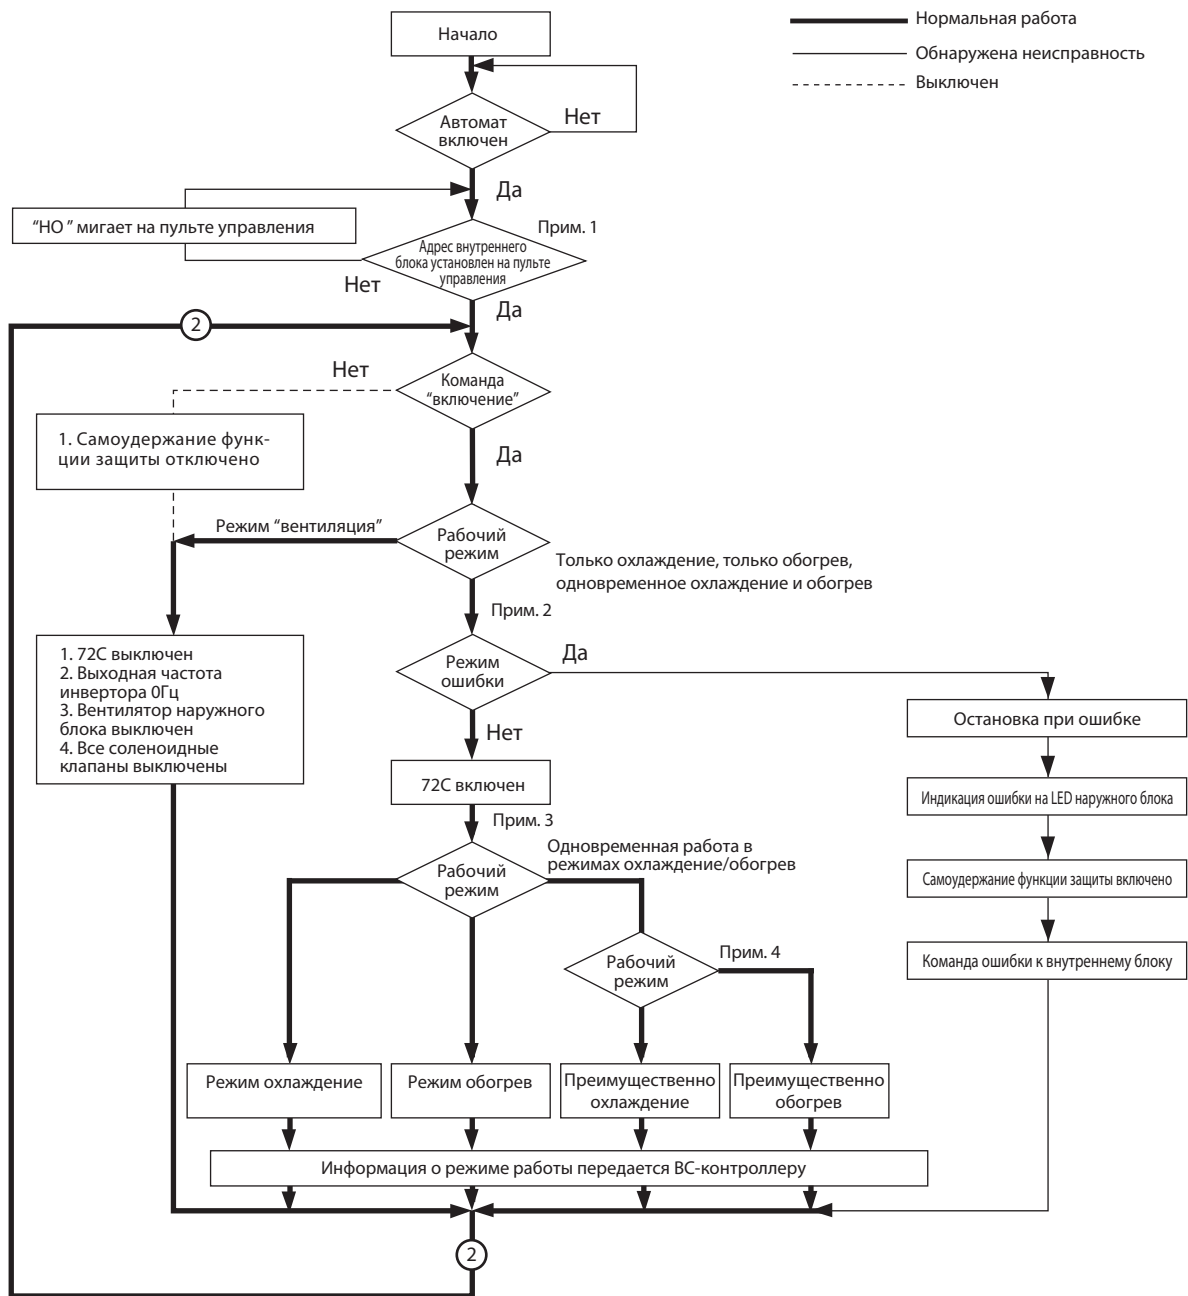 Начало
Нормальная работа
Обнаружена неисправность
Выключен
Автомат
включен
Нет
Да
“НО” мигает на пульте управления
Прим. 1
Адрес внутреннего
блока установлен на пульте
управления
Нет
Да
2
Нет
Команда
“включение”
1. Самоудержание функ-
ции защиты отключено
Да
Режим “вентиляция”
Рабочий
режим
Только охлаждение, только обогрев,
одновременное охлаждение и обогрев
Прим. 2
1. 72С выключен
2. Выходная частота
инвертора 0Гц
3. Вентилятор наружного
блока выключен
4. Все соленоидные
клапаны выключены
Режим
ошибки
Да
Нет
Остановка при ошибке
72С включен
Индикация ошибки на LED наружного блока
Прим. 3
Одновременная работа в
режимах охлаждение/обогрев
Рабочий
режим
Самоудержание функции защиты включено
Рабочий
режим
Прим. 4
Команда ошибки к внутреннему блоку
Режим охлаждение
Режим обогрев
Преимущественно
охлаждение
Преимущественно
обогрев
Информация о режиме работы передается ВС-контроллеру
2